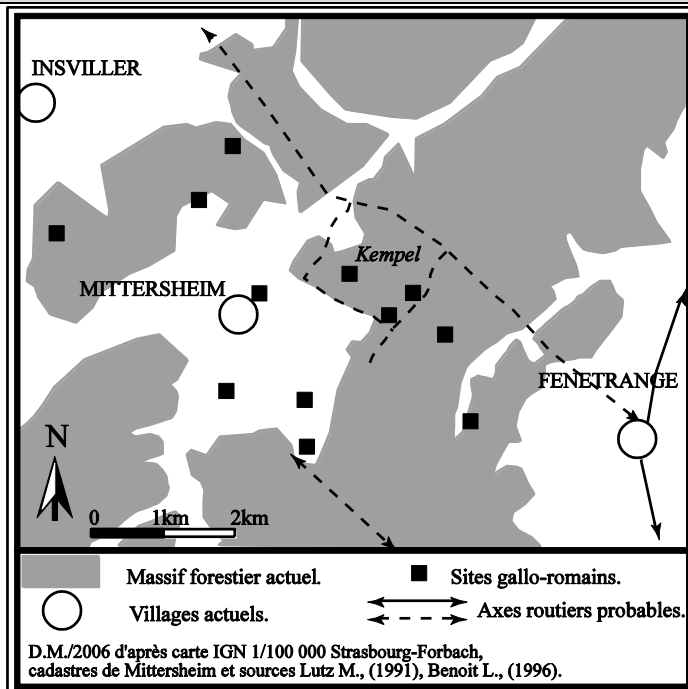 INSVILLER
Kempel
MITTERSHEIM
FENETRANGE
N
0 1km 2km
Massif forestier actuel.
Sites gallo-romains.
Villages actuels.
Axes routiers probables.
D.M./2006 d'après carte IGN 1/100 000 Strasbourg-Forbach,
cadastres de Mittersheim et sources Lutz M., (1991), Benoit L., (1996).